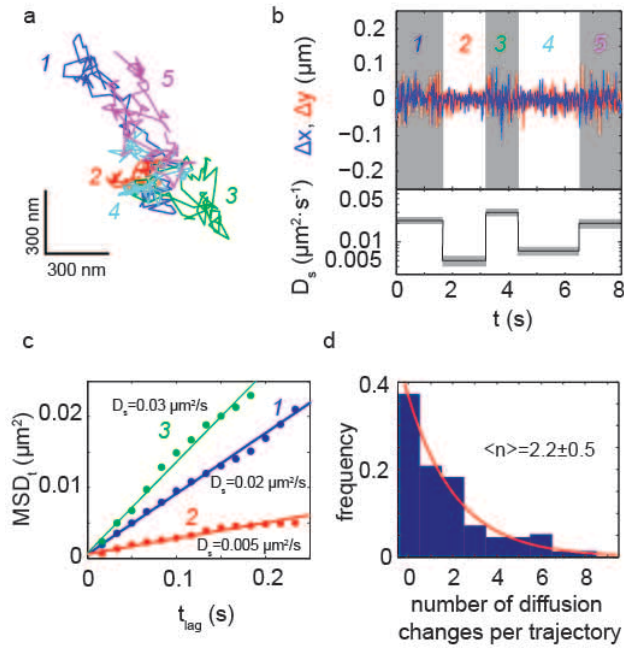 a
1
5
2
3
4
300 nm
300 nm
b
1 2 3 4 5
Δx, Δy (μm)
0.2
0.1
0
−0.1
−0.2
D_s (μm²·s⁻¹)
0.05
0.01
0.005
0 2 4 6 8
t (s)
c
MSD_t (μm²)
0.02
0.01
0
D_s=0.03 μm²/s
3
1
D_s=0.02 μm²/s
2
D_s=0.005 μm²/s
0 0.1 0.2
t_lag (s)
d
frequency
0.4
0.2
0
<n>=2.2±0.5
0 2 4 6 8
number of diffusion
changes per trajectory